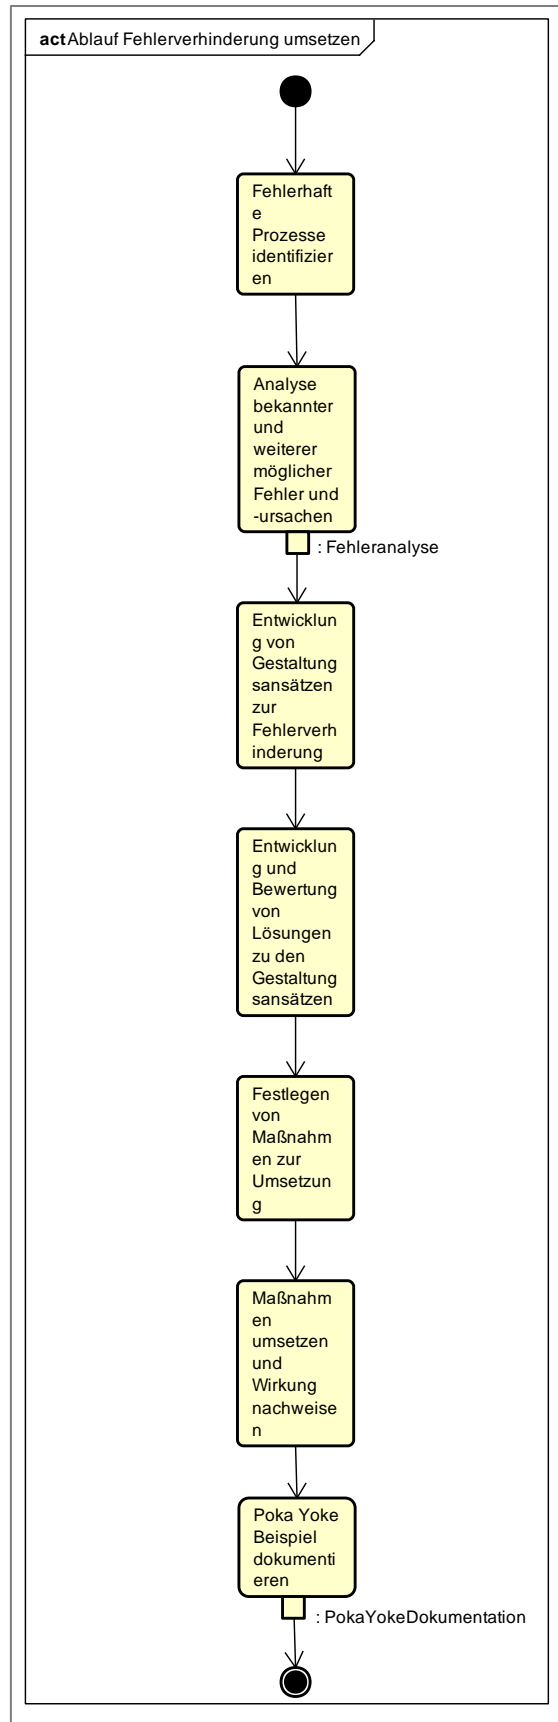 act Ablauf Fehlerverhinderung umsetzen
Fehlerhaft
e
Prozesse
identifizier
en
Analyse
bekannter
und
weiterer
möglicher
Fehler und
-ursachen
: Fehleranalyse
Entwicklun
g von
Gestaltung
sansätzen
zur
Fehlerverh
inderung
Entwicklun
g und
Bewertung
von
Lösungen
zu den
Gestaltung
sansätzen
Festlegen
von
Maßnahm
en zur
Umsetzun
g
Maßnahm
en
umsetzen
und
Wirkung
nachweise
n
Poka Yoke
Beispiel
dokumenti
eren
: PokaYokeDokumentation